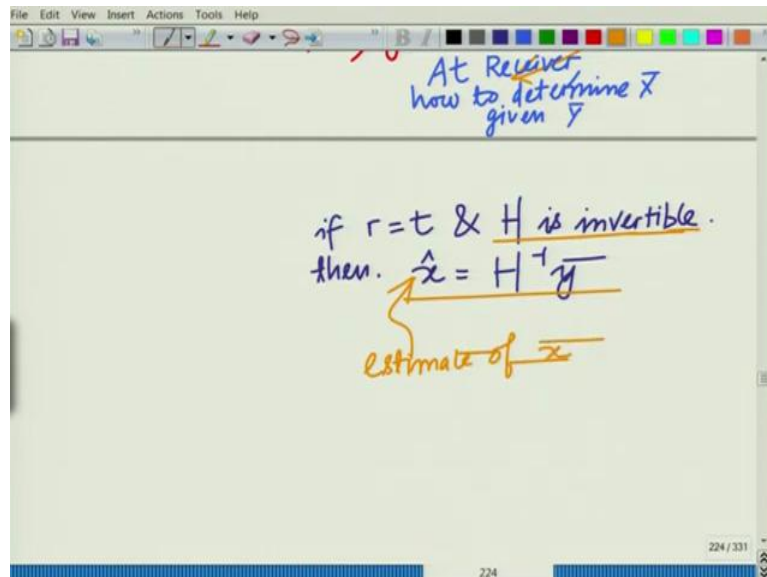 File Edit View Insert Actions Tools Help
At Receiver
how to determine x̄
given ȳ
if r = t & H is invertible.
then. x̂ = H⁻¹ ȳ
estimate of x̄
224 / 331
224